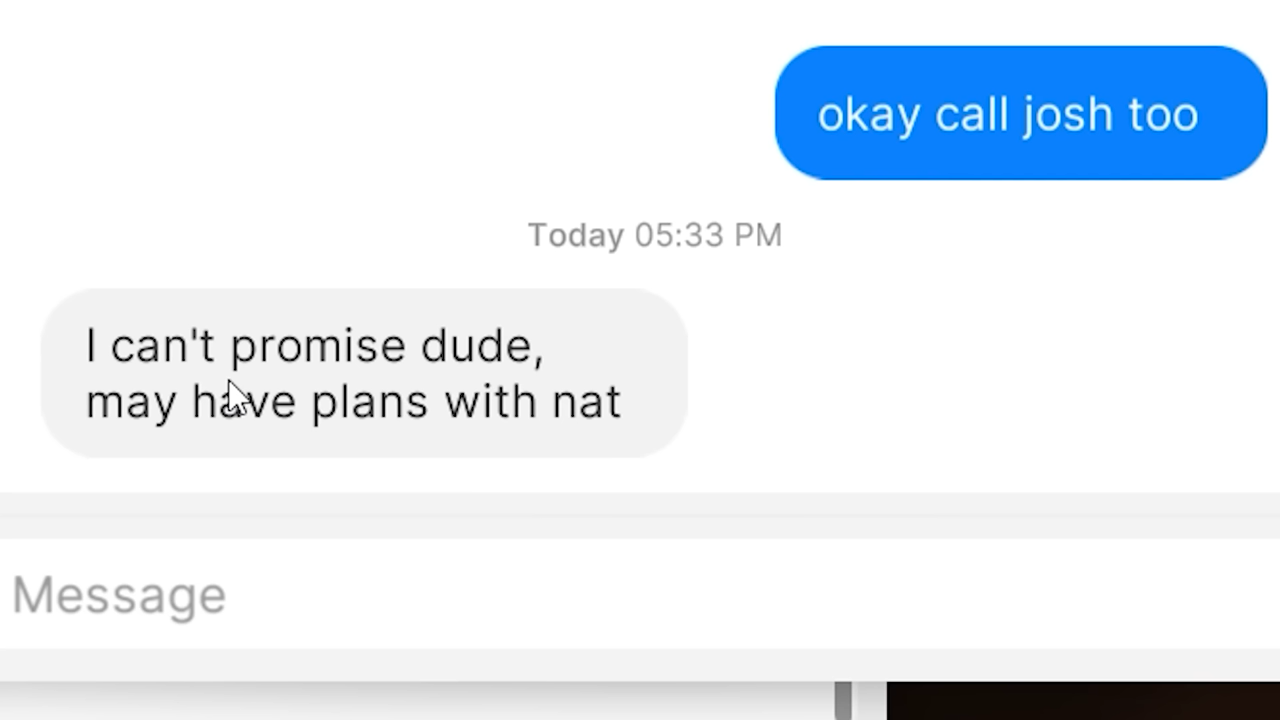 okay call josh too
Today 05:33 PM
I can't promise dude,
may have plans with nat
Message